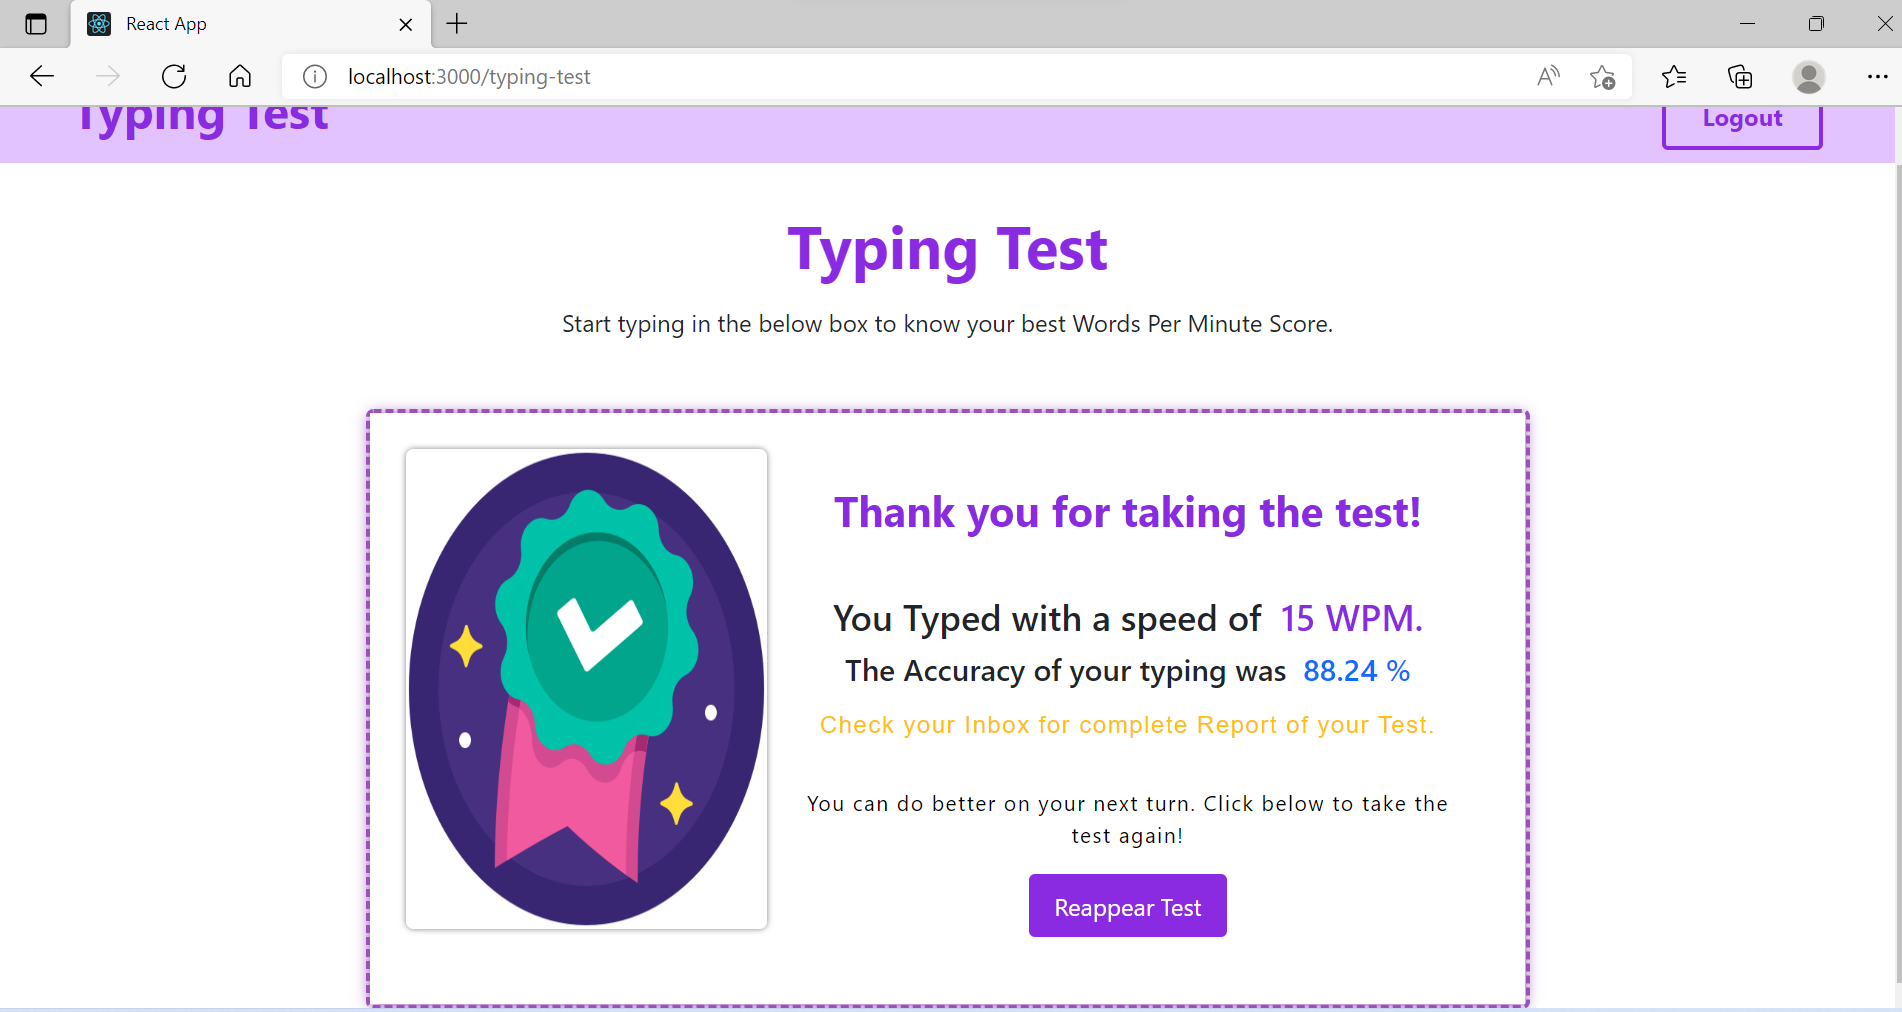 React App
localhost:3000/typing-test
Typing Test
Logout
Typing Test
Start typing in the below box to know your best Words Per Minute Score.
Thank you for taking the test!
You Typed with a speed of 15 WPM.
The Accuracy of your typing was 88.24 %
Check your Inbox for complete Report of your Test.
You can do better on your next turn. Click below to take the
test again!
Reappear Test